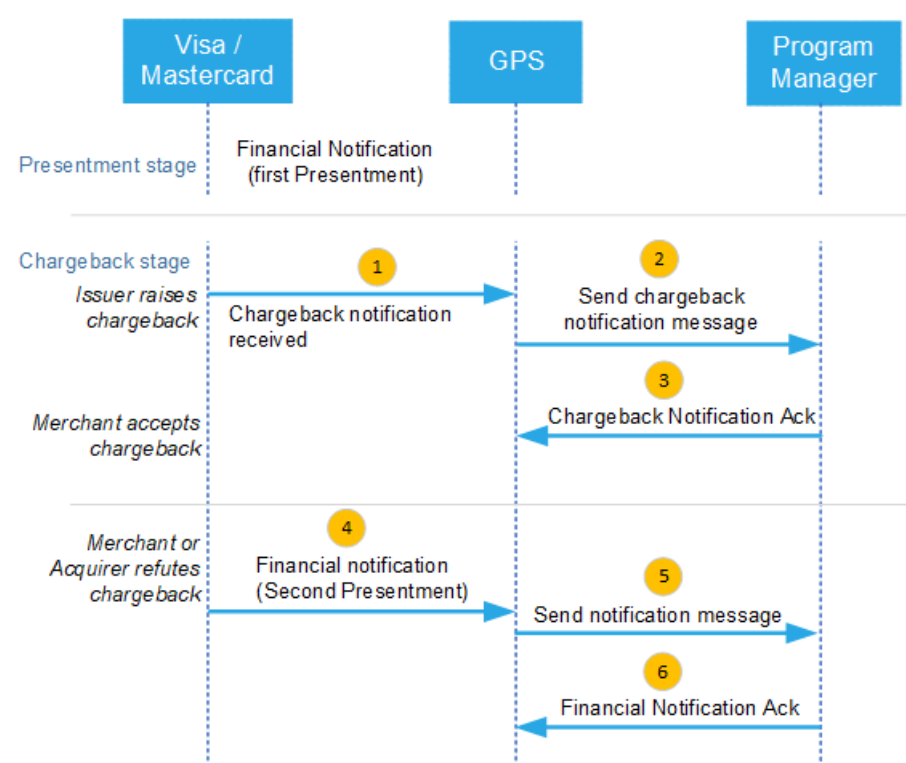 Visa /
Mastercard
GPS
Program
Manager
Presentment stage
Financial Notification
(first Presentment)
Chargeback stage
Issuer raises
chargeback
1
Chargeback notification
received
2
Send chargeback
notification message
3
Chargeback Notification Ack
Merchant accepts
chargeback
Merchant or
Acquirer refutes
chargeback
4
Financial notification
(Second Presentment)
5
Send notification message
6
Financial Notification Ack